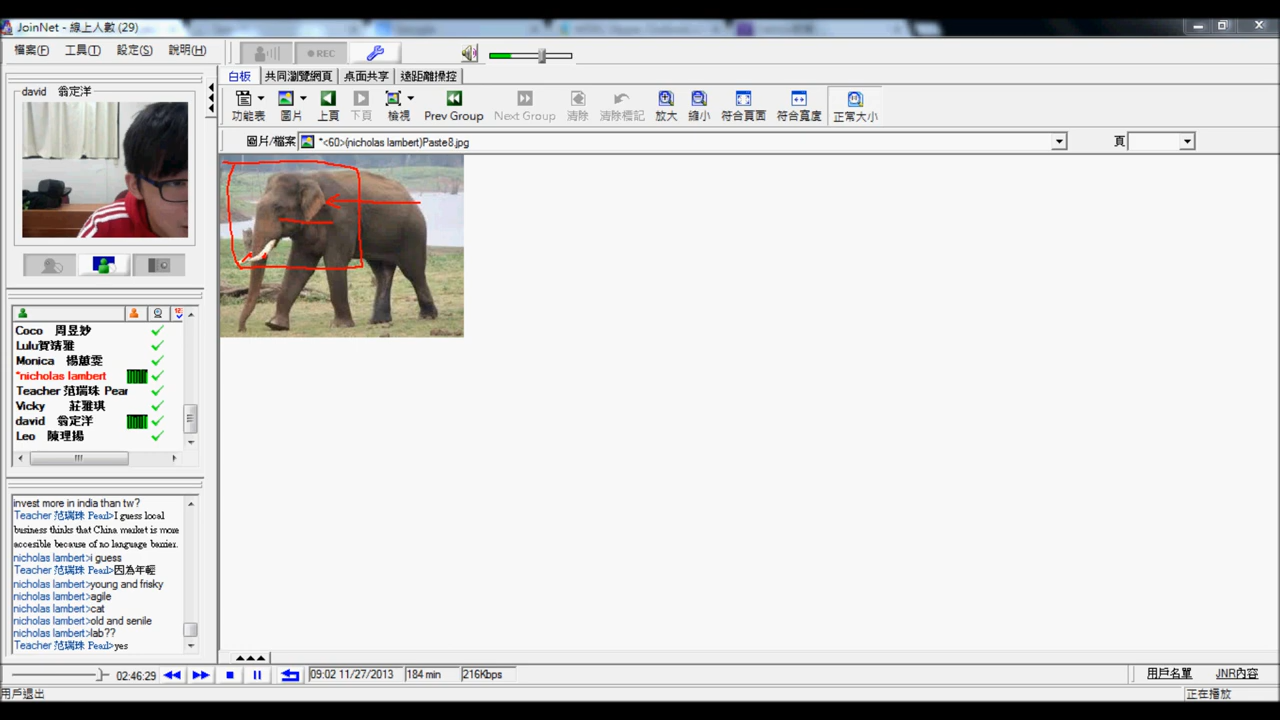 JoinNet - 線上人數 (29)
檔案(F) 工具(T) 設定(S) 說明(H)
REC
david 翁定洋
白板 共同瀏覽網頁 桌面共享 遠距離操控
功能表 圖片 上頁 下頁 檢視 Prev Group Next Group 清除 清除標記 放大 縮小 符合頁面 符合寬度 正常大小
圖片/檔案 *<60>(nicholas lambert)Paste8.jpg 頁
Coco 周昱妙
Lulu賀靖雅
Monica 楊蕙雯
*nicholas lambert
Teacher 范瑞珠 Pear
Vicky 莊雅琪
david 翁定洋
Leo 陳理揚
invest more in india than tw?
Teacher 范瑞珠 Pearl>I guess local
business thinks that China market is more
accesible because of no language barrier.
nicholas lambert>i guess
Teacher 范瑞珠 Pearl>因為年輕
nicholas lambert>young and frisky
nicholas lambert>agile
nicholas lambert>cat
nicholas lambert>old and senile
nicholas lambert>lab??
Teacher 范瑞珠 Pearl>yes
02:46:29 09:02 11/27/2013 184 min 216Kbps 用戶名單 JNR內容
用戶退出 正在播放